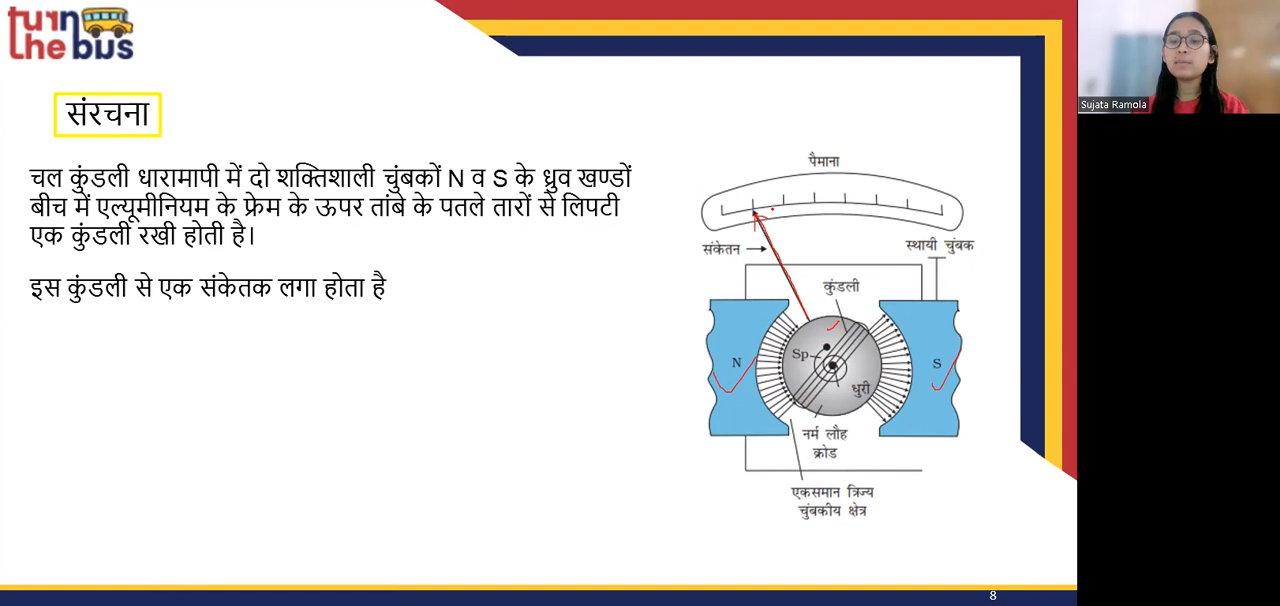 turn
the bus
Sujata Ramola
संरचना
चल कुंडली धारामापी में दो शक्तिशाली चुंबकों N व S के ध्रुव खण्डों
बीच में एल्यूमीनियम के फ्रेम के ऊपर तांबे के पतले तारों से लिपटी
एक कुंडली रखी होती है।
इस कुंडली से एक संकेतक लगा होता है
पैमाना
संकेतन
स्थायी चुंबक
कुंडली
N
Sp
S
धुरी
नर्म लौह
क्रोड
एकसमान त्रिज्य
चुंबकीय क्षेत्र
8